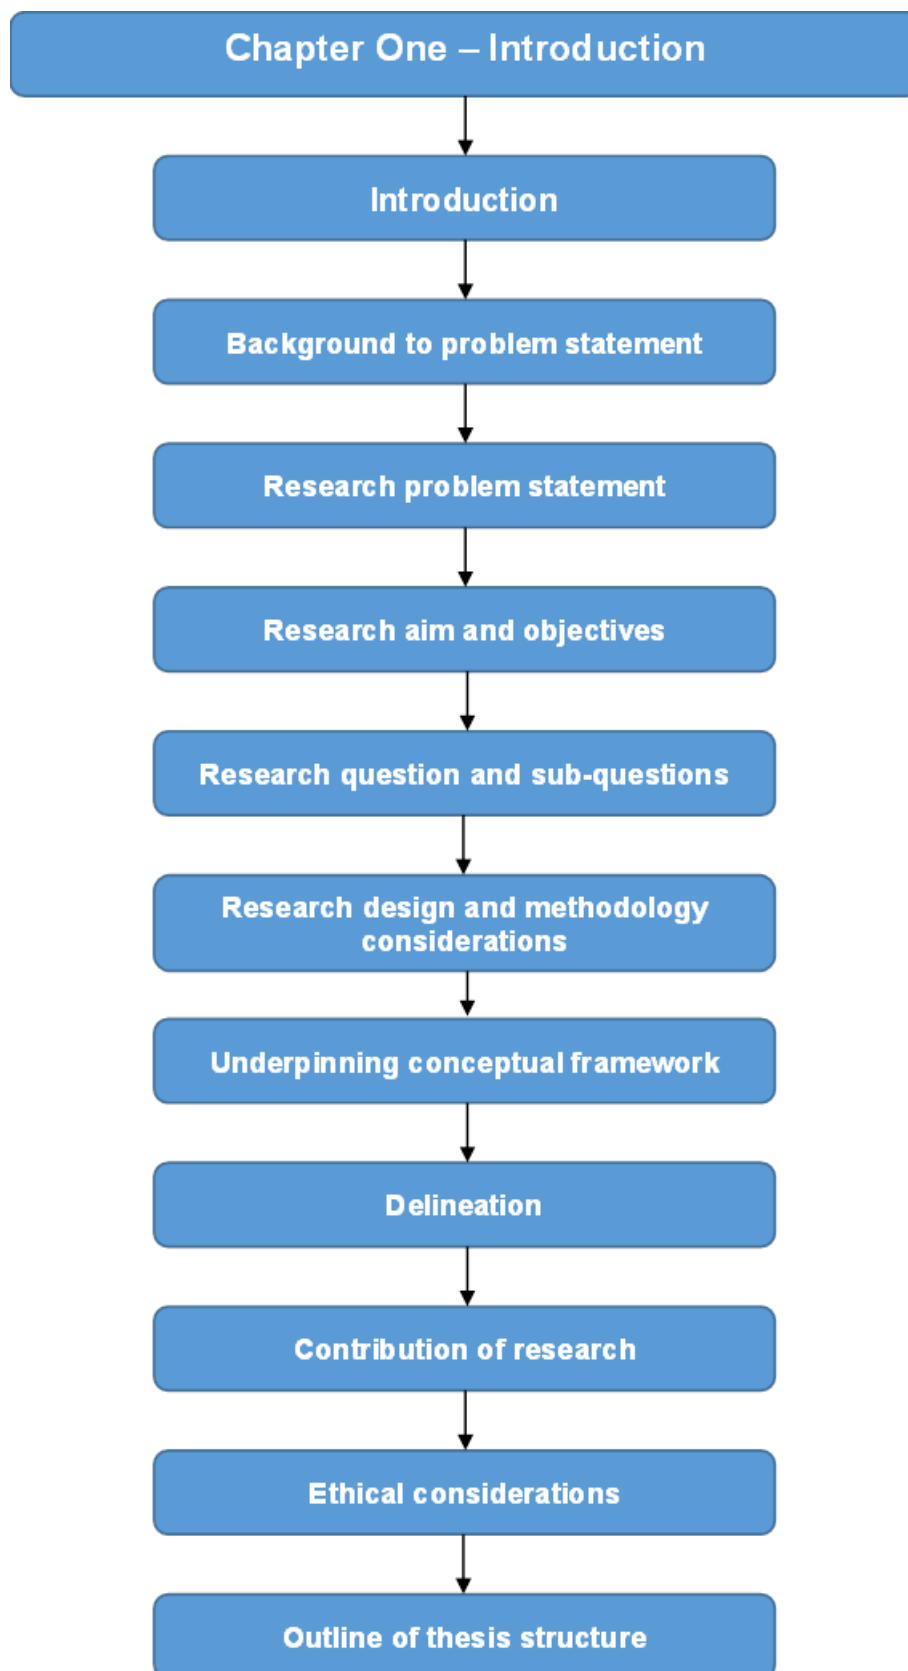 Chapter One – Introduction
Introduction
Background to problem statement
Research problem statement
Research aim and objectives
Research question and sub-questions
Research design and methodology
considerations
Underpinning conceptual framework
Delineation
Contribution of research
Ethical considerations
Outline of thesis structure